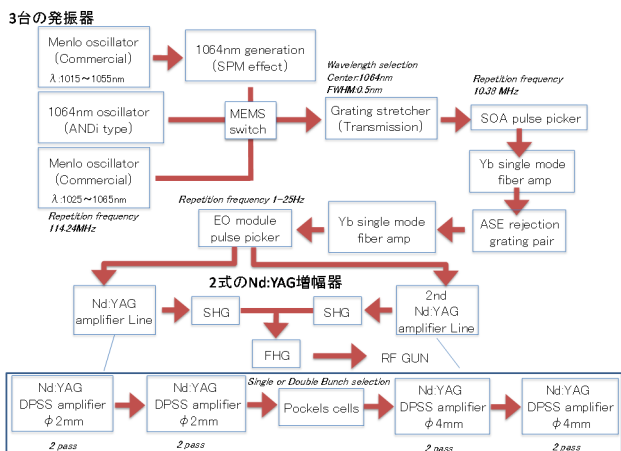 3台の発振器
Menlo oscillator
(Commercial)
λ:1015～1055nm
1064nm generation
(SPM effect)
Wavelength selection
Center:1064nm
FWHM:0.5nm
Repetition frequency
10.38 MHz
1064nm oscillator
(ANDi type)
MEMS
switch
Grating stretcher
(Transmission)
SOA pulse picker
Menlo oscillator
(Commercial)
λ:1025～1065nm
Repetition frequency
114.24MHz
Yb single mode
fiber amp
Repetition frequency 1-25Hz
EO module
pulse picker
Yb single mode
fiber amp
ASE rejection
grating pair
2式のNd:YAG増幅器
Nd:YAG
amplifier Line
SHG
SHG
2nd
Nd:YAG
amplifier Line
FHG
RF GUN
Single or Double Bunch selection
Nd:YAG
DPSS amplifier
φ2mm
2 pass
Nd:YAG
DPSS amplifier
φ2mm
2 pass
Pockels cells
Nd:YAG
DPSS amplifier
φ4mm
2 pass
Nd:YAG
DPSS amplifier
φ4mm
2 pass